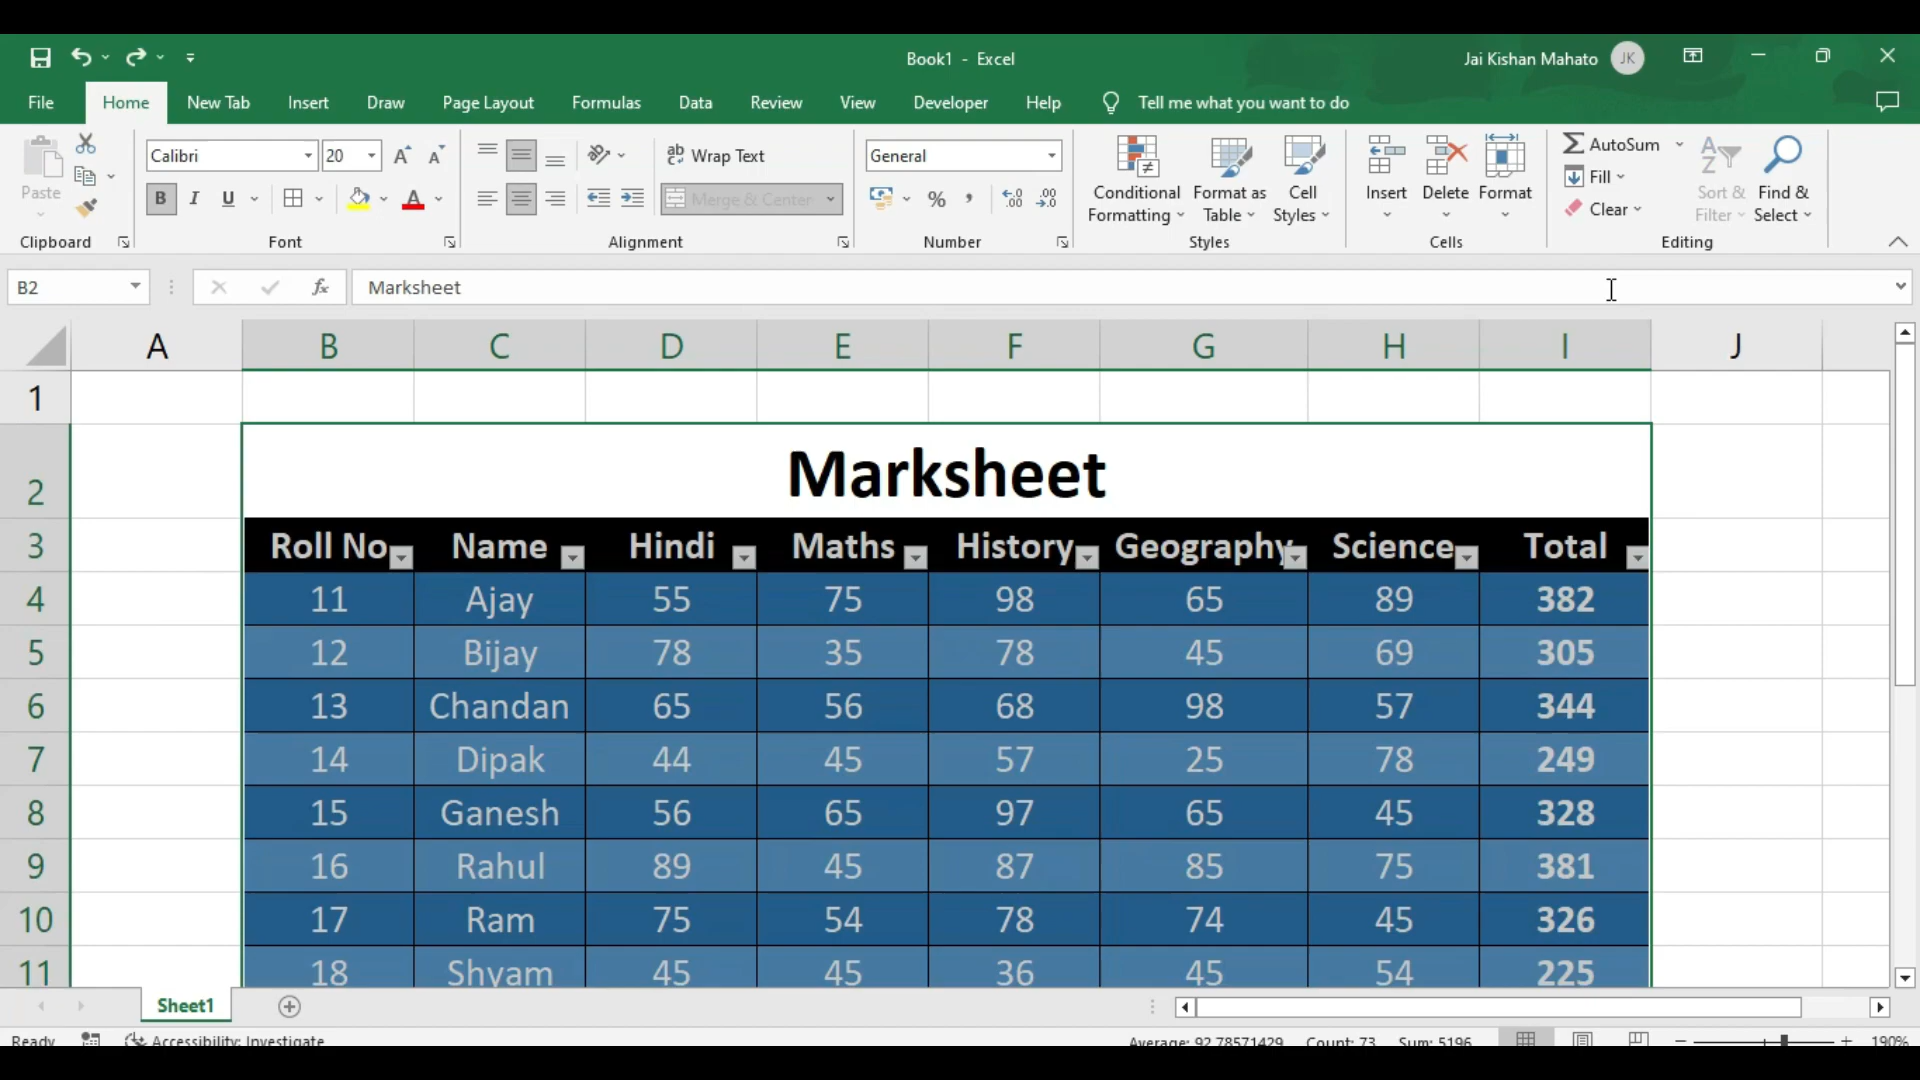 Book1 - Excel
Jai Kishan Mahato JK
File Home New Tab Insert Draw Page Layout Formulas Data Review View Developer Help Tell me what you want to do
Paste
Calibri 20
B I U
ab Wrap Text
Merge & Center
General
%
Conditional Formatting
Format as Table
Cell Styles
Insert Delete Format
AutoSum
Fill
Clear
Sort & Filter
Find & Select
Clipboard Font Alignment Number Styles Cells Editing
B2 fx Marksheet
A B C D E F G H I J
1
2 Marksheet
3 Roll No Name Hindi Maths History Geography Science Total
4 11 Ajay 55 75 98 65 89 382
5 12 Bijay 78 35 78 45 69 305
6 13 Chandan 65 56 68 98 57 344
7 14 Dipak 44 45 57 25 78 249
8 15 Ganesh 56 65 97 65 45 328
9 16 Rahul 89 45 87 85 75 381
10 17 Ram 75 54 78 74 45 326
11 18 Shyam 45 45 36 45 54 225
Sheet1
Ready Accessibility: Investigate Average: 92.78571429 Count: 73 Sum: 5196 190%